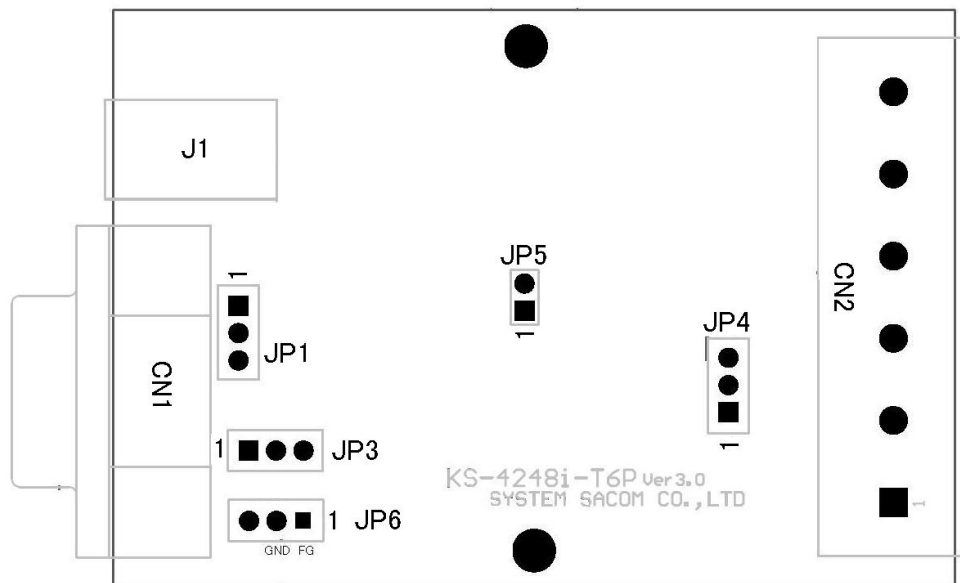 J1
1
JP1
CN1
1
JP3
1
JP6
GND FG
JP5
1
JP4
1
CN2
1
KS-4248i-T6P Ver3.0
SYSTEM SACOM CO.,LTD